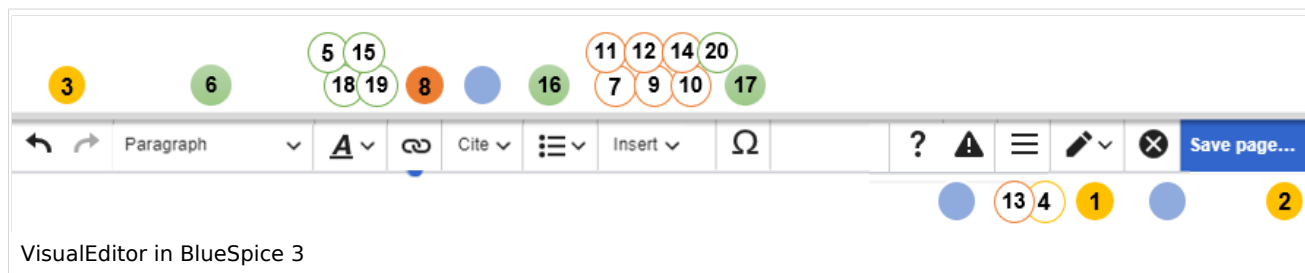 5 15 11 12 14 20
3 6 18 19 8 16 7 9 10 17
Paragraph A Cite Insert Ω ? Save page...
13 4 1 2
VisualEditor in BlueSpice 3